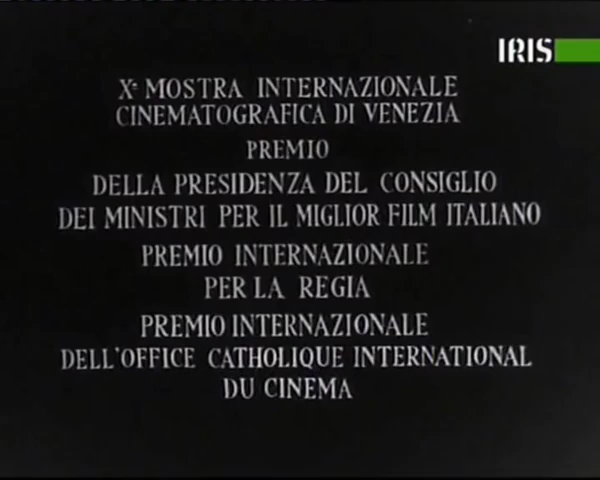 IRIS
Xª MOSTRA INTERNAZIONALE
CINEMATOGRAFICA DI VENEZIA
PREMIO
DELLA PRESIDENZA DEL CONSIGLIO
DEI MINISTRI PER IL MIGLIOR FILM ITALIANO
PREMIO INTERNAZIONALE
PER LA REGIA
PREMIO INTERNAZIONALE
DELL'OFFICE CATHOLIQUE INTERNATIONAL
DU CINEMA